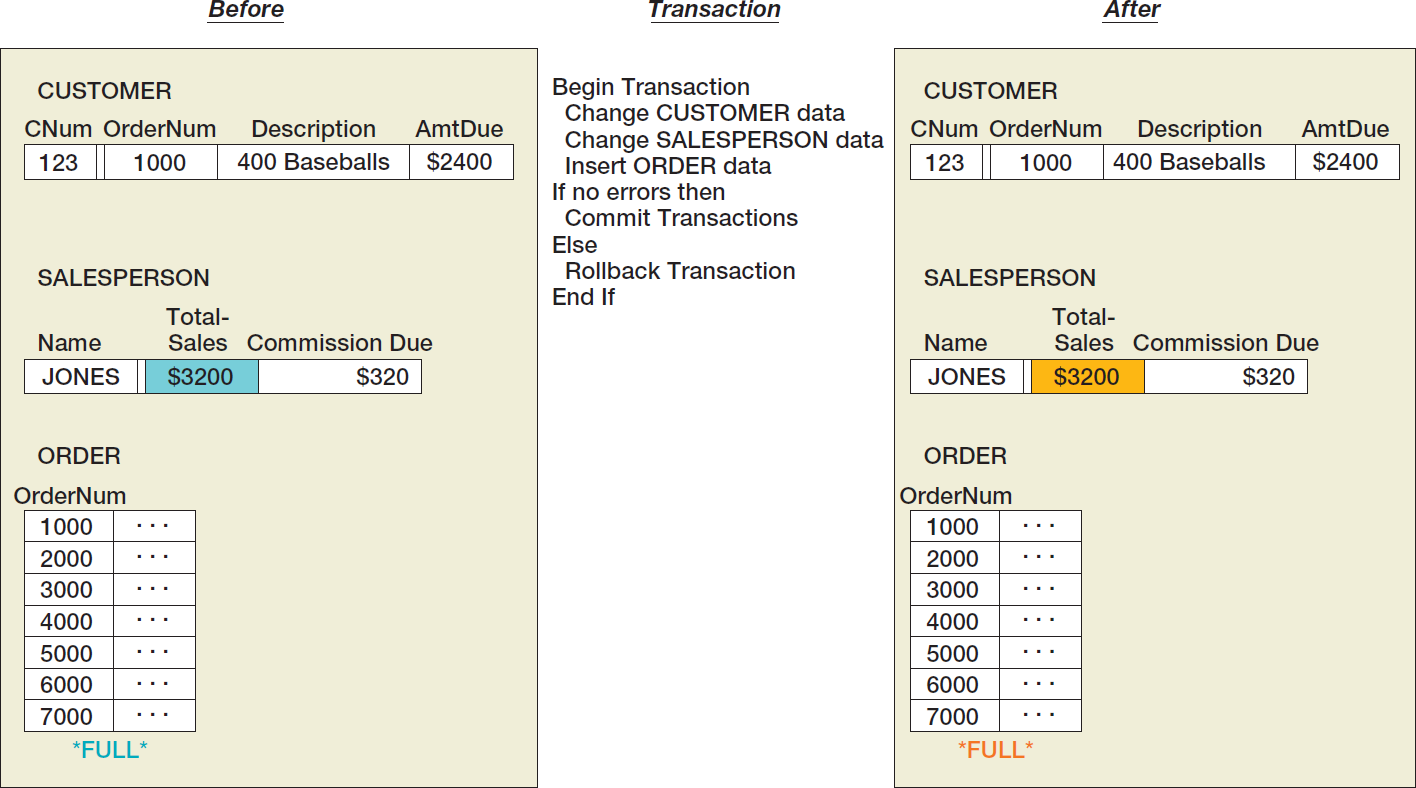 Before
Transaction
After
CUSTOMER
CNum OrderNum Description AmtDue
123 1000 400 Baseballs $2400
SALESPERSON
Total-
Name Sales Commission Due
JONES $3200 $320
ORDER
OrderNum
1000 . . .
2000 . . .
3000 . . .
4000 . . .
5000 . . .
6000 . . .
7000 . . .
*FULL*
Begin Transaction
Change CUSTOMER data
Change SALESPERSON data
Insert ORDER data
If no errors then
Commit Transactions
Else
Rollback Transaction
End If
CUSTOMER
CNum OrderNum Description AmtDue
123 1000 400 Baseballs $2400
SALESPERSON
Total-
Name Sales Commission Due
JONES $3200 $320
ORDER
OrderNum
1000 . . .
2000 . . .
3000 . . .
4000 . . .
5000 . . .
6000 . . .
7000 . . .
*FULL*